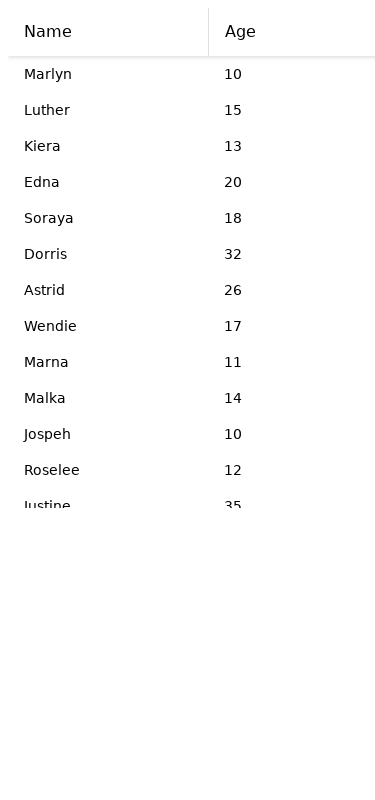 Name Age
Marlyn 10
Luther 15
Kiera 13
Edna 20
Soraya 18
Dorris 32
Astrid 26
Wendie 17
Marna 11
Malka 14
Jospeh 10
Roselee 12
Justine 35